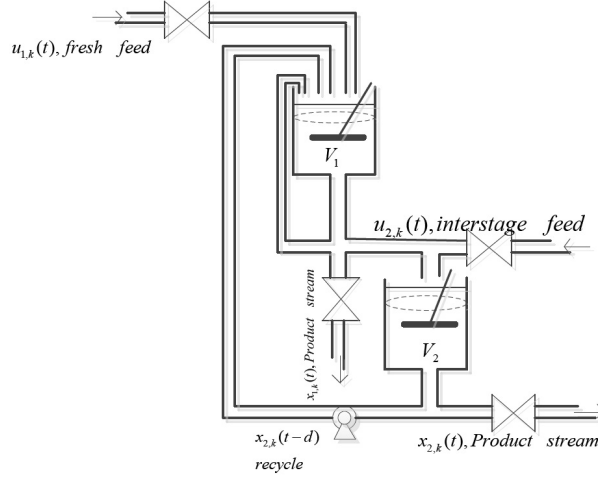 u₁,ₖ(t), fresh feed
V₁
u₂,ₖ(t), interstage feed
x₁,ₖ(t), Product stream
V₂
x₂,ₖ(t−d)
recycle
x₂,ₖ(t), Product stream